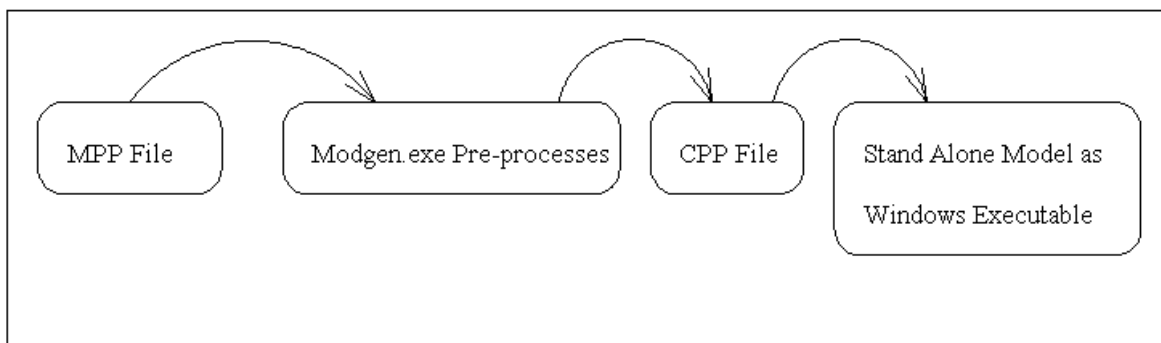 MPP File
Modgen.exe Pre-processes
CPP File
Stand Alone Model as
Windows Executable